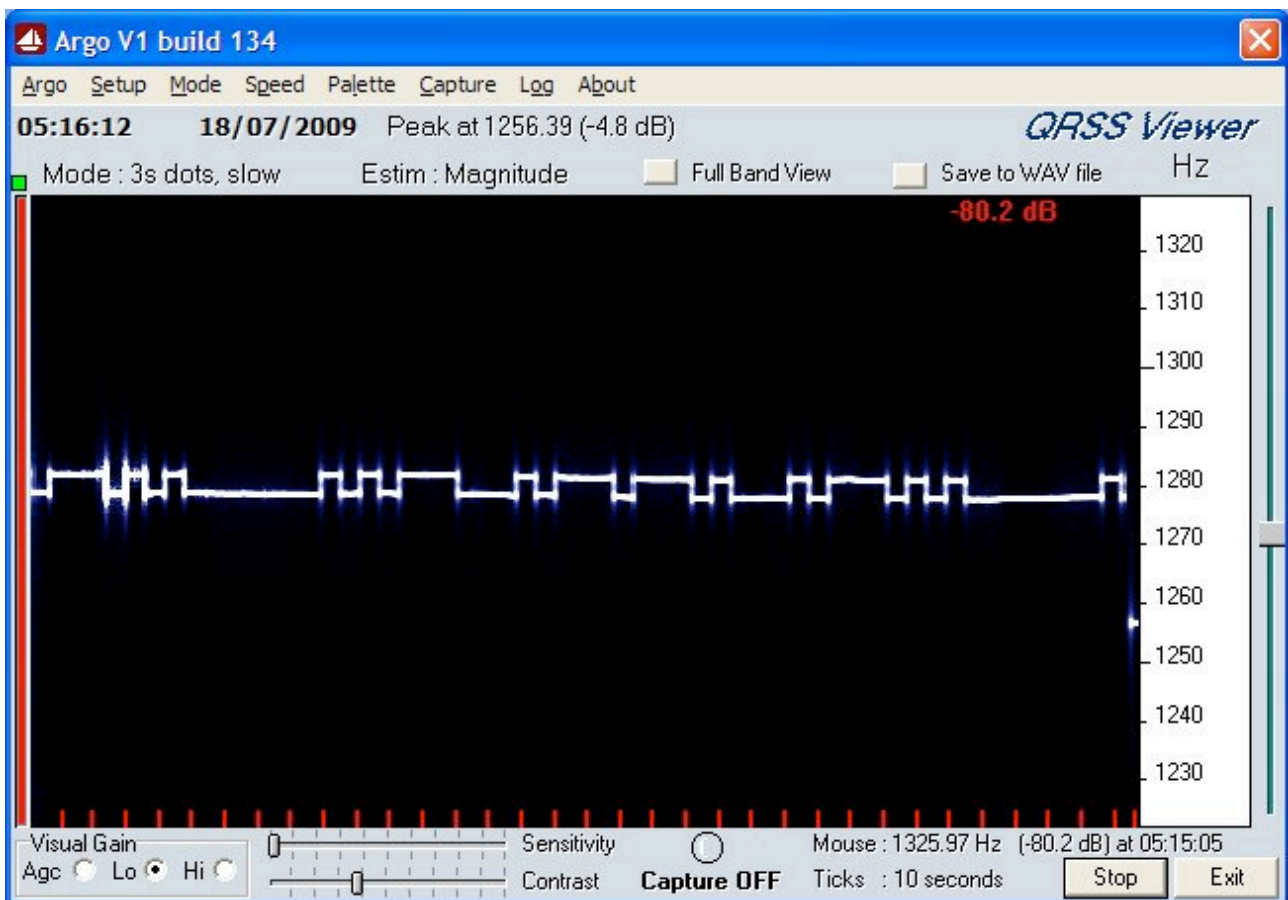 Argo V1 build 134
Argo Setup Mode Speed Palette Capture Log About
05:16:12 18/07/2009 Peak at 1256.39 (-4.8 dB) QRSS Viewer
Mode : 3s dots, slow Estim : Magnitude Full Band View Save to WAV file Hz
-80.2 dB
1320
1310
1300
1290
1280
1270
1260
1250
1240
1230
Visual Gain Sensitivity Mouse : 1325.97 Hz (-80.2 dB) at 05:15:05
Agc Lo Hi Contrast Capture OFF Ticks : 10 seconds Stop Exit